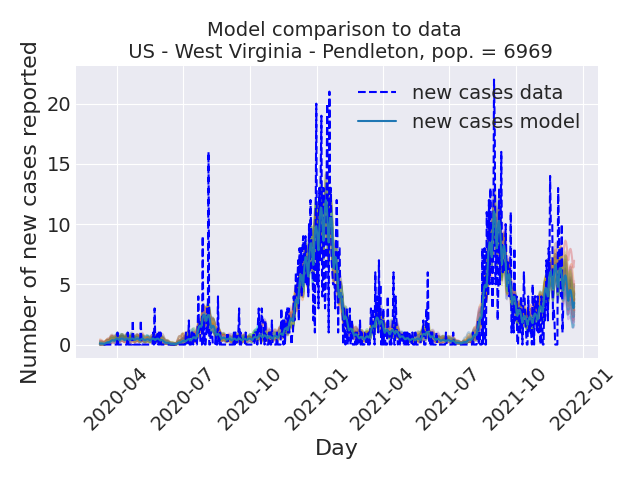 Model comparison to data
US - West Virginia - Pendleton, pop. = 6969
Number of new cases reported
20
15
10
5
0
new cases data
new cases model
2020-04
2020-07
2020-10
2021-01
2021-04
2021-07
2021-10
2022-01
Day